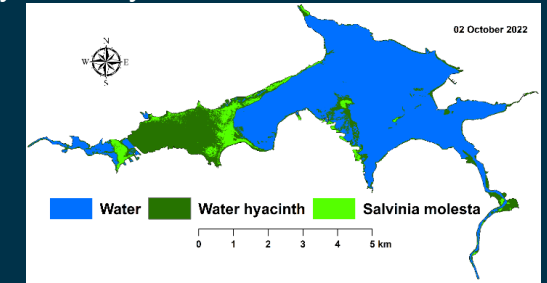 02 October 2022
N
W E
S
Water Water hyacinth Salvinia molesta
0 1 2 3 4 5 km